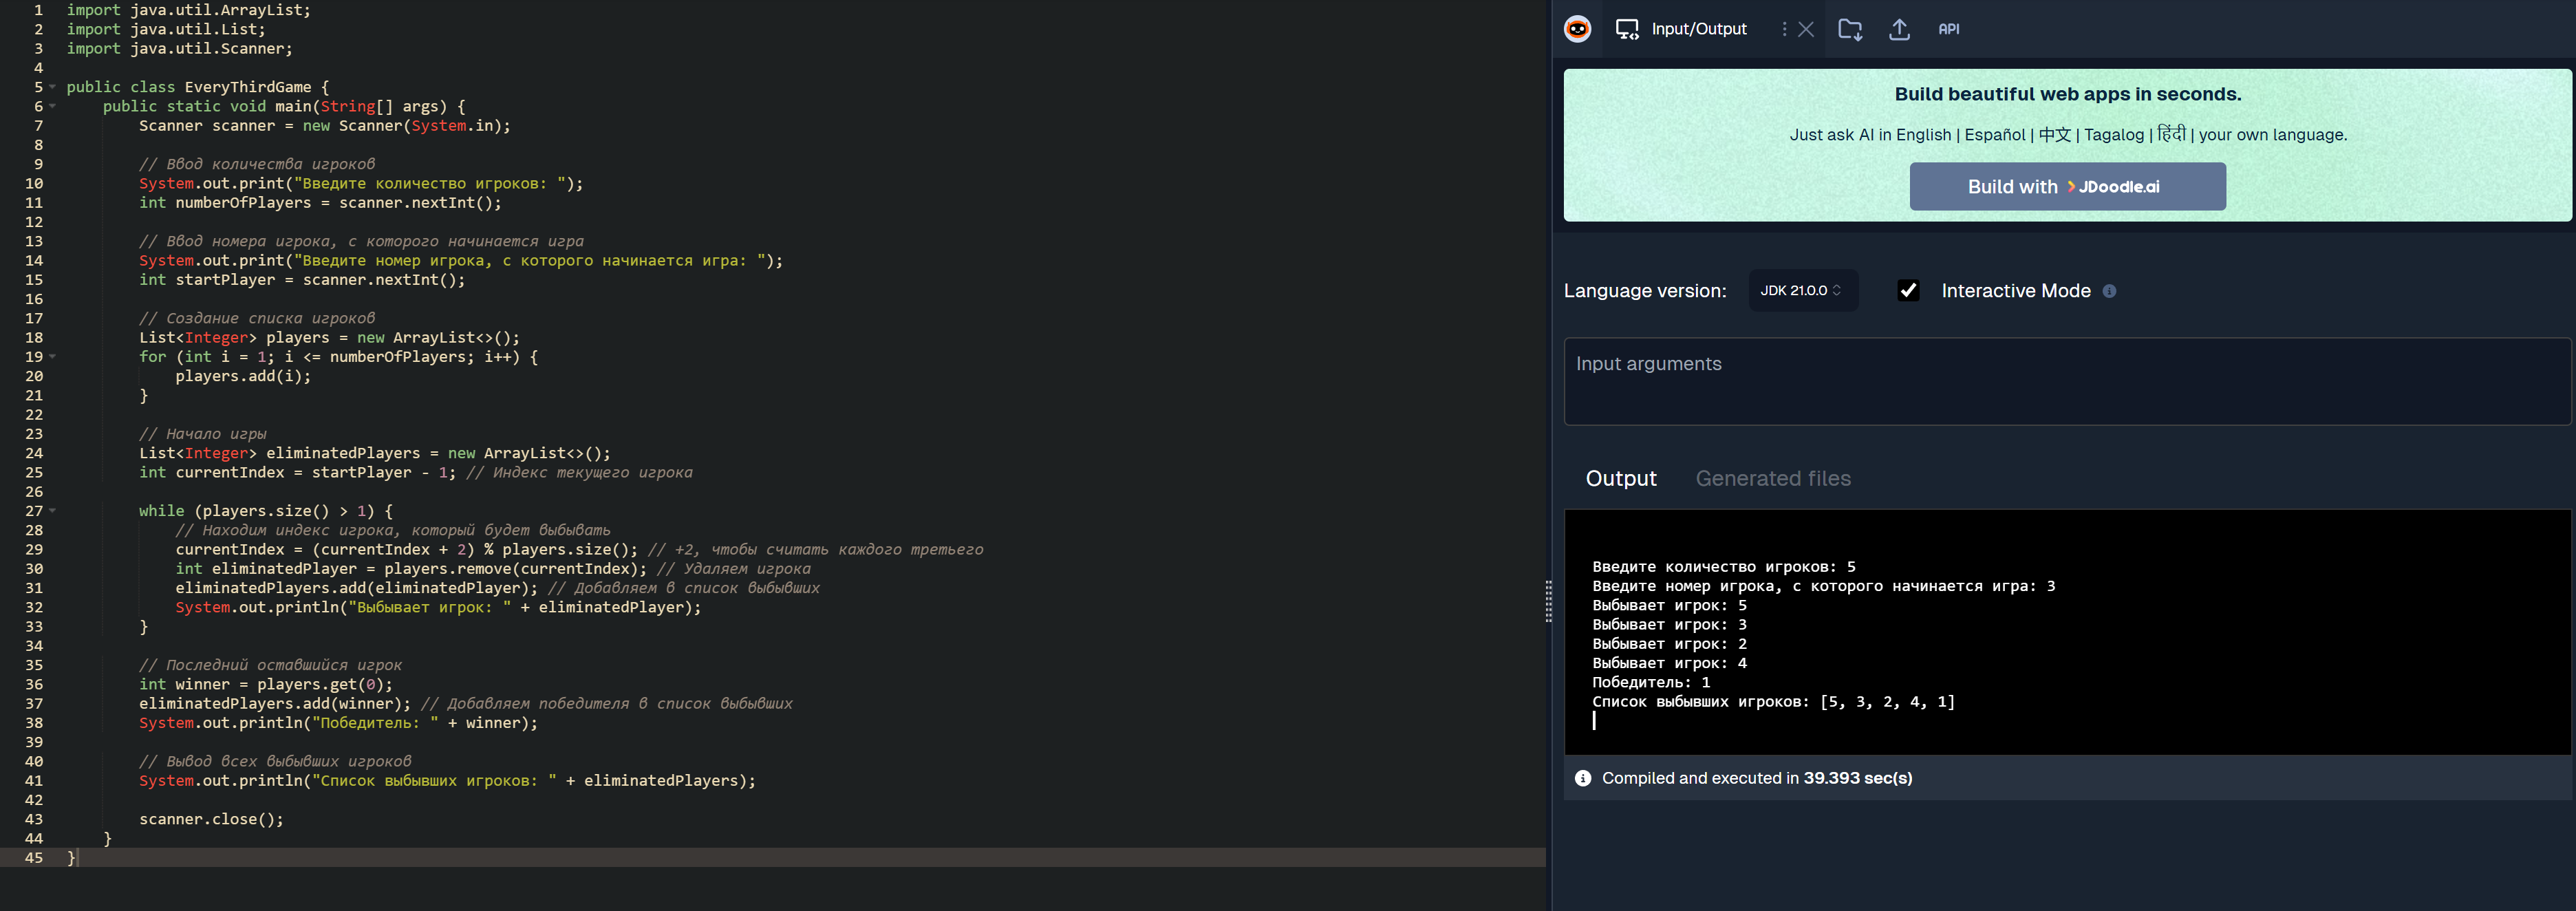 1 import java.util.ArrayList;
2 import java.util.List;
3 import java.util.Scanner;
4
5 public class EveryThirdGame {
6     public static void main(String[] args) {
7         Scanner scanner = new Scanner(System.in);
8
9         // Ввод количества игроков
10         System.out.print("Введите количество игроков: ");
11         int numberOfPlayers = scanner.nextInt();
12
13         // Ввод номера игрока, с которого начинается игра
14         System.out.print("Введите номер игрока, с которого начинается игра: ");
15         int startPlayer = scanner.nextInt();
16
17         // Создание списка игроков
18         List<Integer> players = new ArrayList<>();
19         for (int i = 1; i <= numberOfPlayers; i++) {
20             players.add(i);
21         }
22
23         // Начало игры
24         List<Integer> eliminatedPlayers = new ArrayList<>();
25         int currentIndex = startPlayer - 1; // Индекс текущего игрока
26
27         while (players.size() > 1) {
28             // Находим индекс игрока, который будет выбывать
29             currentIndex = (currentIndex + 2) % players.size(); // +2, чтобы считать каждого третьего
30             int eliminatedPlayer = players.remove(currentIndex); // Удаляем игрока
31             eliminatedPlayers.add(eliminatedPlayer); // Добавляем в список выбывших
32             System.out.println("Выбывает игрок: " + eliminatedPlayer);
33         }
34
35         // Последний оставшийся игрок
36         int winner = players.get(0);
37         eliminatedPlayers.add(winner); // Добавляем победителя в список выбывших
38         System.out.println("Победитель: " + winner);
39
40         // Вывод всех выбывших игроков
41         System.out.println("Список выбывших игроков: " + eliminatedPlayers);
42
43         scanner.close();
44     }
45 }
Input/Output
API
Build beautiful web apps in seconds.
Just ask AI in English | Español | 中文 | Tagalog | हिंदी | your own language.
Build with JDoodle.ai
Language version: JDK 21.0.0 Interactive Mode
Input arguments
Output Generated files
Введите количество игроков: 5
Введите номер игрока, с которого начинается игра: 3
Выбывает игрок: 5
Выбывает игрок: 3
Выбывает игрок: 2
Выбывает игрок: 4
Победитель: 1
Список выбывших игроков: [5, 3, 2, 4, 1]
Compiled and executed in 39.393 sec(s)